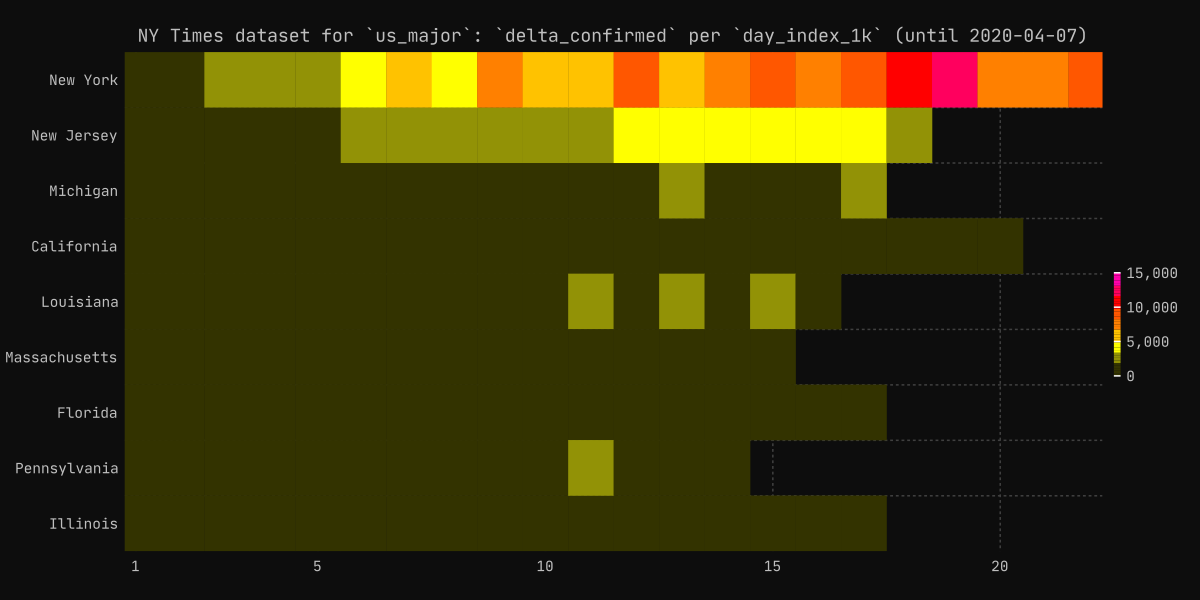 NY Times dataset for `us_major`: `delta_confirmed` per `day_index_1k` (until 2020-04-07)
New York
New Jersey
Michigan
California
Louisiana
Massachusetts
Florida
Pennsylvania
Illinois
15,000
10,000
5,000
0
1 5 10 15 20